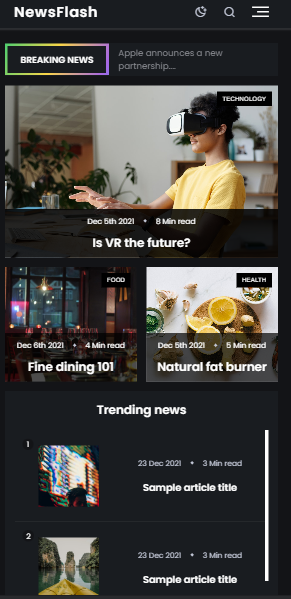 NewsFlash
BREAKING NEWS
Apple announces a new
partnership....
TECHNOLOGY
Dec 5th 2021 • 8 Min read
Is VR the future?
FOOD
Dec 6th 2021 • 4 Min read
Fine dining 101
HEALTH
Dec 5th 2021 • 5 Min read
Natural fat burner
Trending news
1
23 Dec 2021 • 3 Min read
Sample article title
2
23 Dec 2021 • 3 Min read
Sample article title